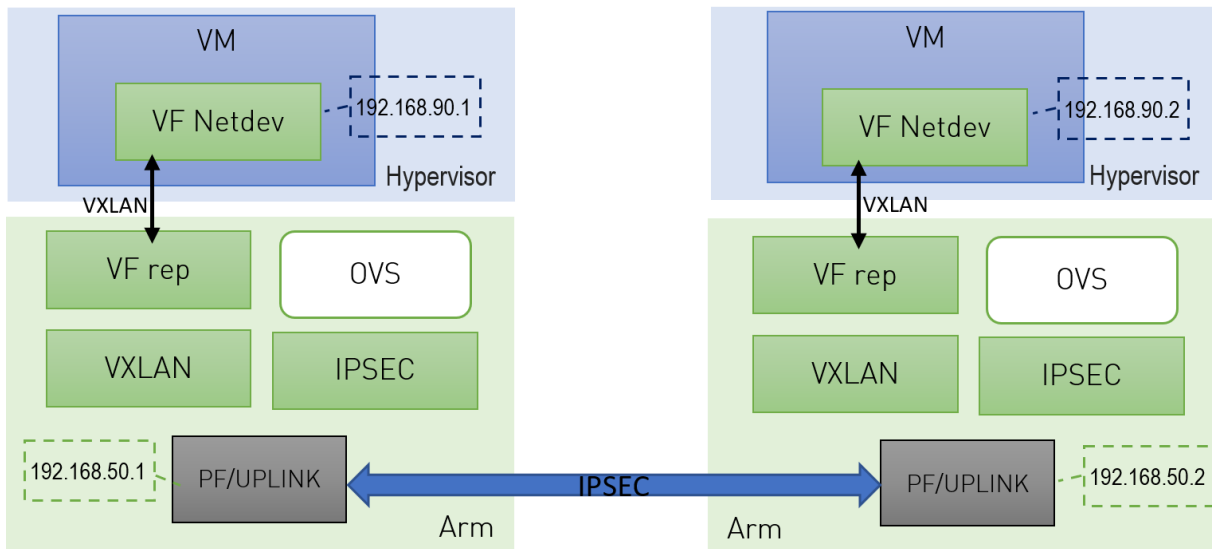 VM
VF Netdev
192.168.90.1
Hypervisor
VXLAN
VF rep
OVS
VXLAN
IPSEC
192.168.50.1
PF/UPLINK
Arm
IPSEC
VM
VF Netdev
192.168.90.2
Hypervisor
VXLAN
VF rep
OVS
VXLAN
IPSEC
PF/UPLINK
192.168.50.2
Arm